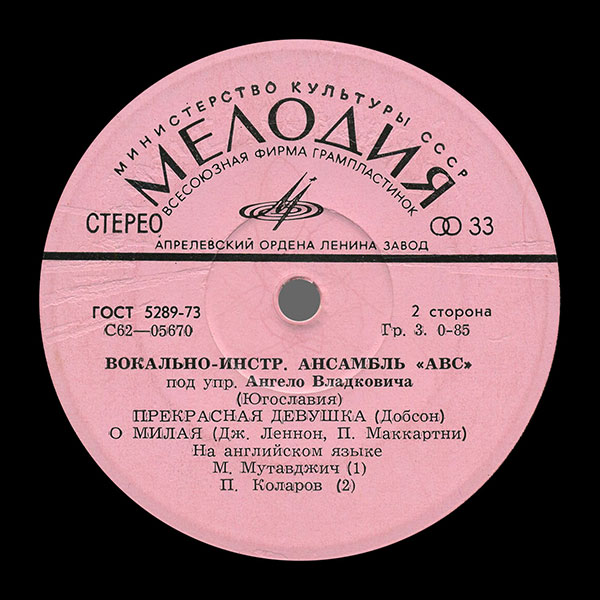 МИНИСТЕРСТВО КУЛЬТУРЫ СССР
МЕЛОДИЯ
ВСЕСОЮЗНАЯ ФИРМА ГРАМПЛАСТИНОК
СТЕРЕО 33
АПРЕЛЕВСКИЙ ОРДЕНА ЛЕНИНА ЗАВОД
ГОСТ 5289-73 2 сторона
С62—05670 Гр. 3. 0-85
ВОКАЛЬНО-ИНСТР. АНСАМБЛЬ «АВС»
под упр. Ангело Владковича
(Югославия)
ПРЕКРАСНАЯ ДЕВУШКА (Добсон)
О МИЛАЯ (Дж. Леннон, П. Маккартни)
На английском языке
М. Мутавджич (1)
П. Коларов (2)